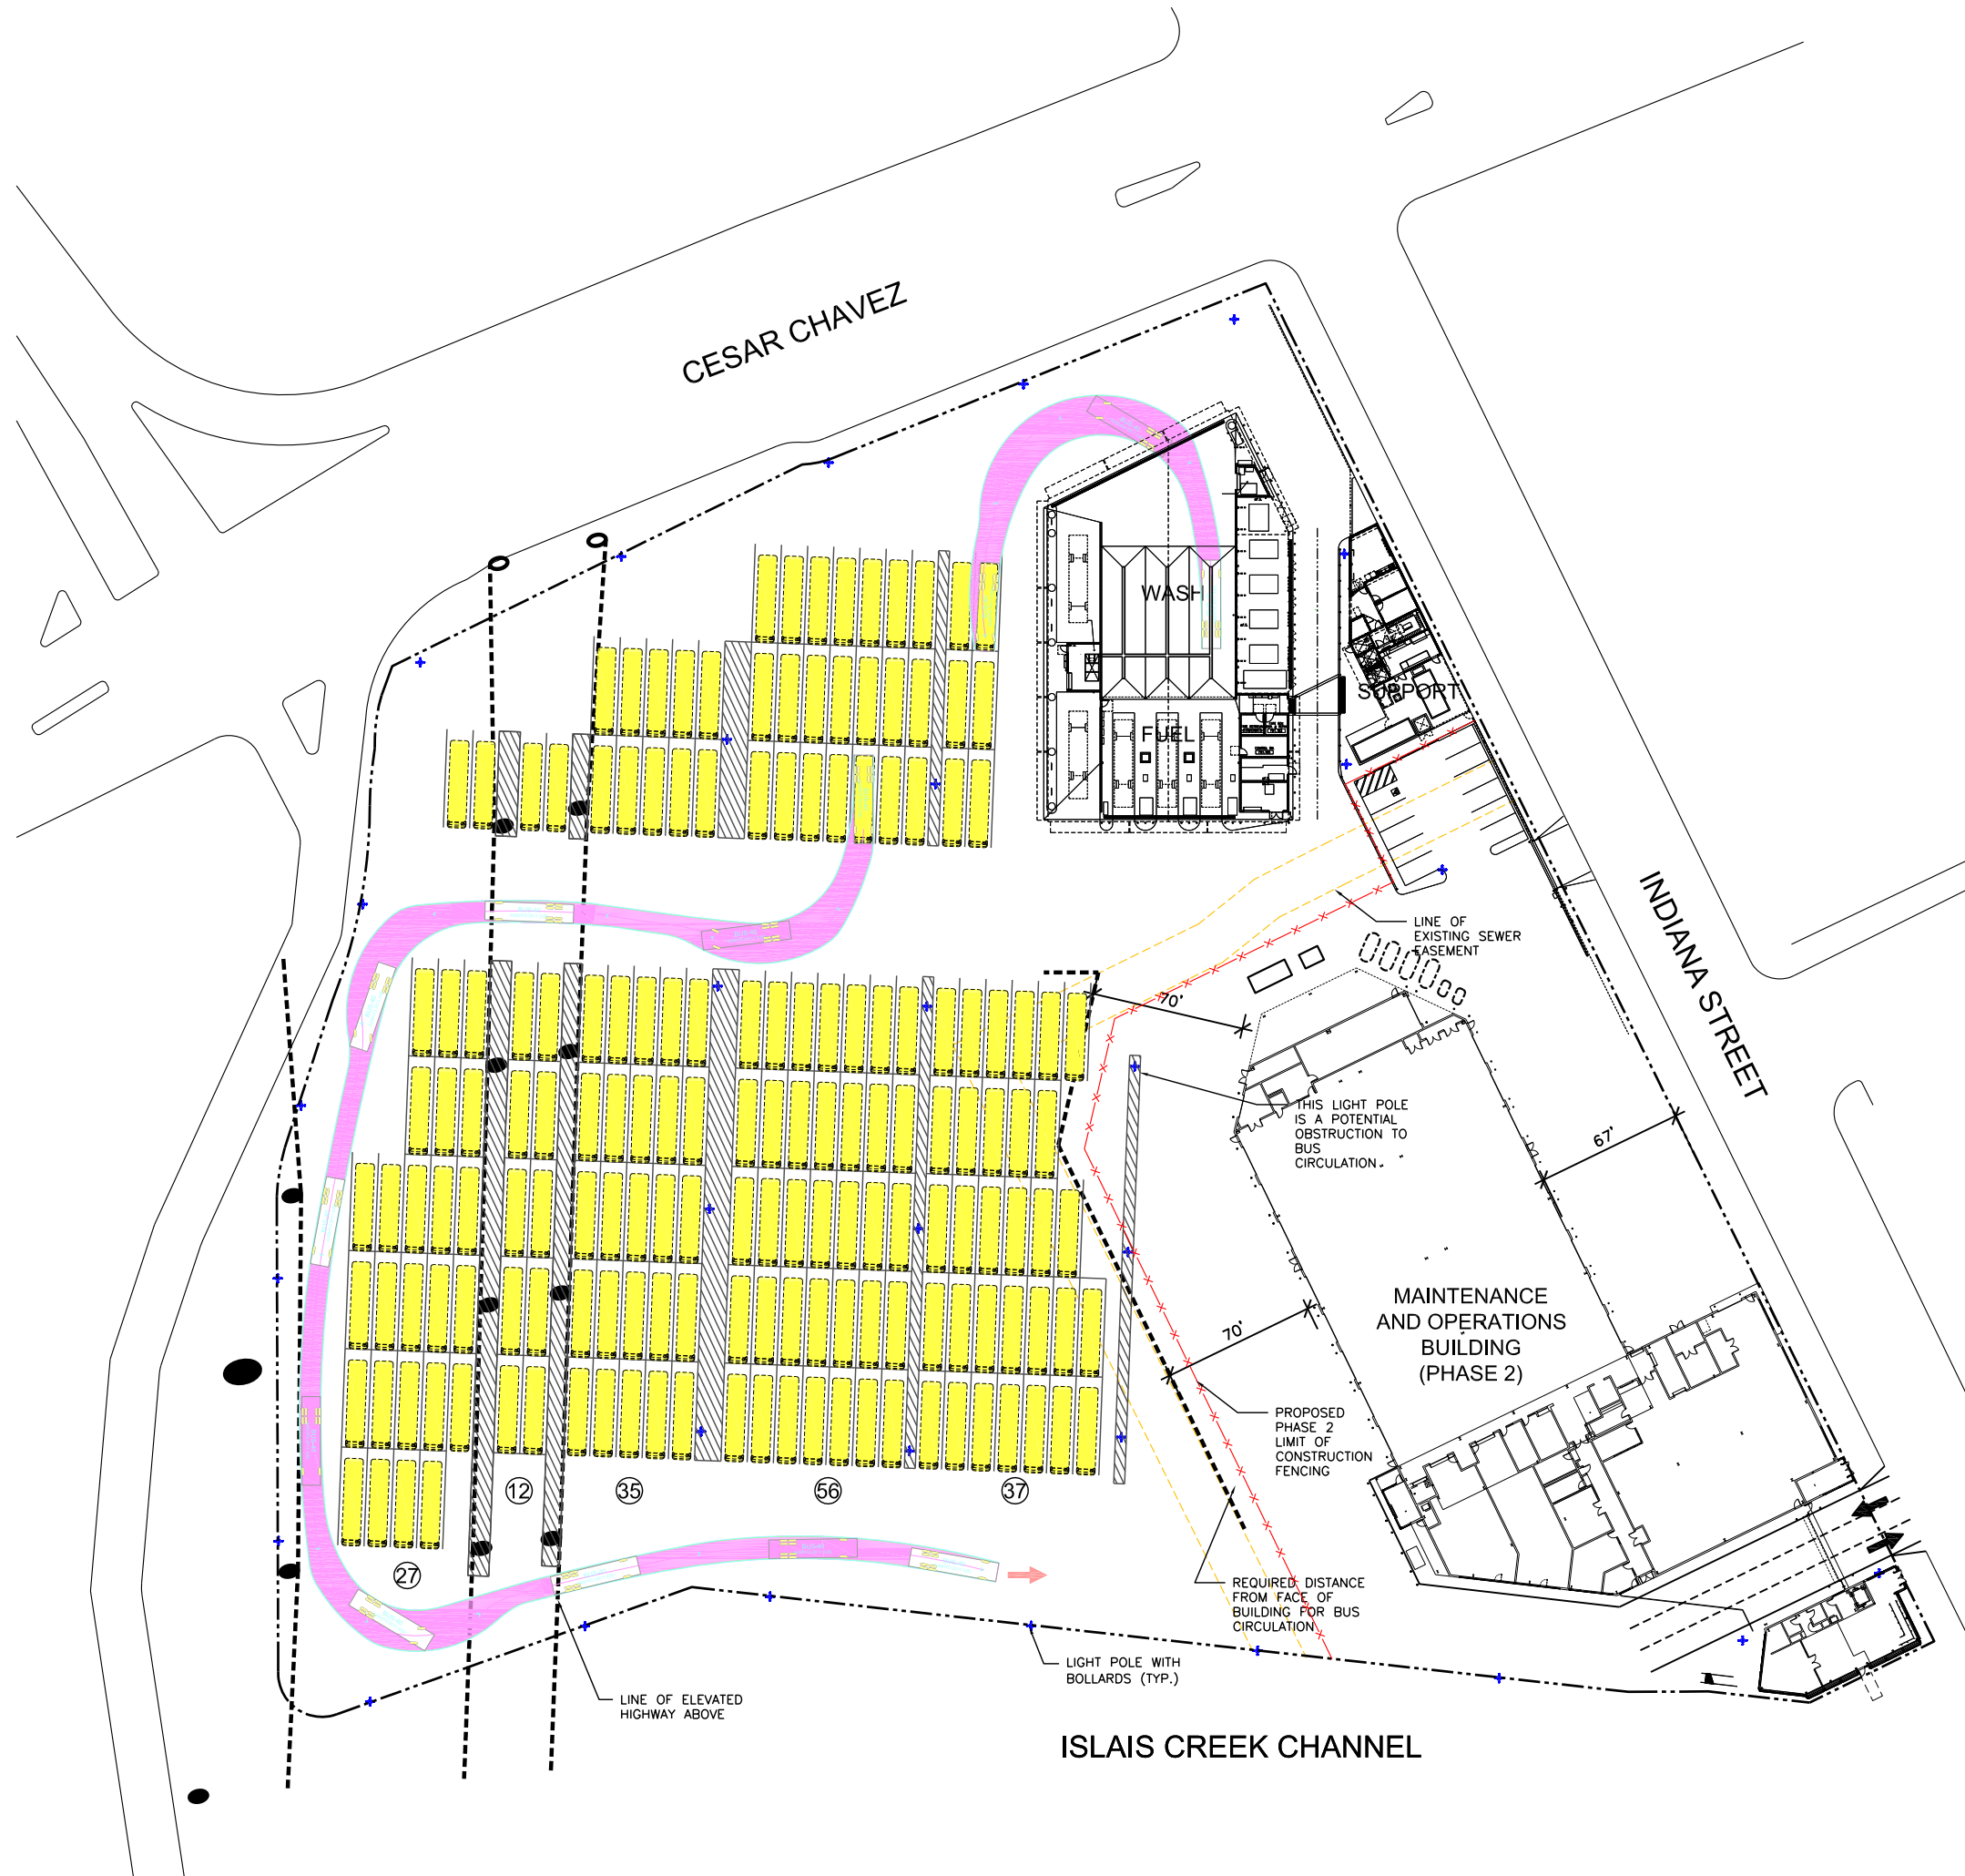 CESAR CHAVEZ
WASH
SUPPORT
FUEL
INDIANA STREET
LINE OF
EXISTING SEWER
EASEMENT
70'
THIS LIGHT POLE
IS A POTENTIAL
OBSTRUCTION TO
BUS
CIRCULATION.
67'
MAINTENANCE
AND OPERATIONS
BUILDING
(PHASE 2)
70'
PROPOSED
PHASE 2
LIMIT OF
CONSTRUCTION
FENCING
12
35
56
37
27
REQUIRED DISTANCE
FROM FACE OF
BUILDING FOR BUS
CIRCULATION
LIGHT POLE WITH
BOLLARDS (TYP.)
LINE OF ELEVATED
HIGHWAY ABOVE
ISLAIS CREEK CHANNEL